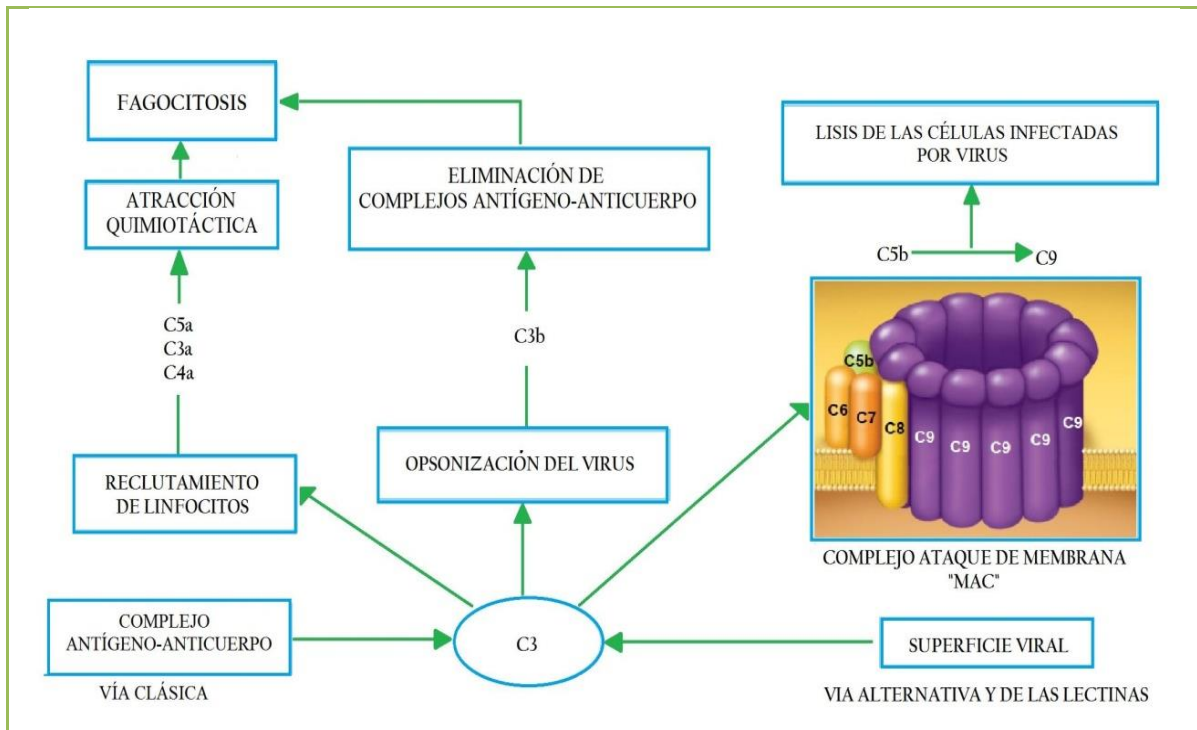 FAGOCITOSIS
ATRACCIÓN
QUIMIOTÁCTICA
C5a
C3a
C4a
RECLUTAMIENTO
DE LINFOCITOS
COMPLEJO
ANTÍGENO-ANTICUERPO
VÍA CLÁSICA
ELIMINACIÓN DE
COMPLEJOS ANTÍGENO-ANTICUERPO
C3b
OPSONIZACIÓN DEL VIRUS
C3
LISIS DE LAS CÉLULAS INFECTADAS
POR VIRUS
C5b
C9
C5b
C6
C7
C8
C9
C9
C9
C9
C9
COMPLEJO ATAQUE DE MEMBRANA
"MAC"
SUPERFICIE VIRAL
VIA ALTERNATIVA Y DE LAS LECTINAS